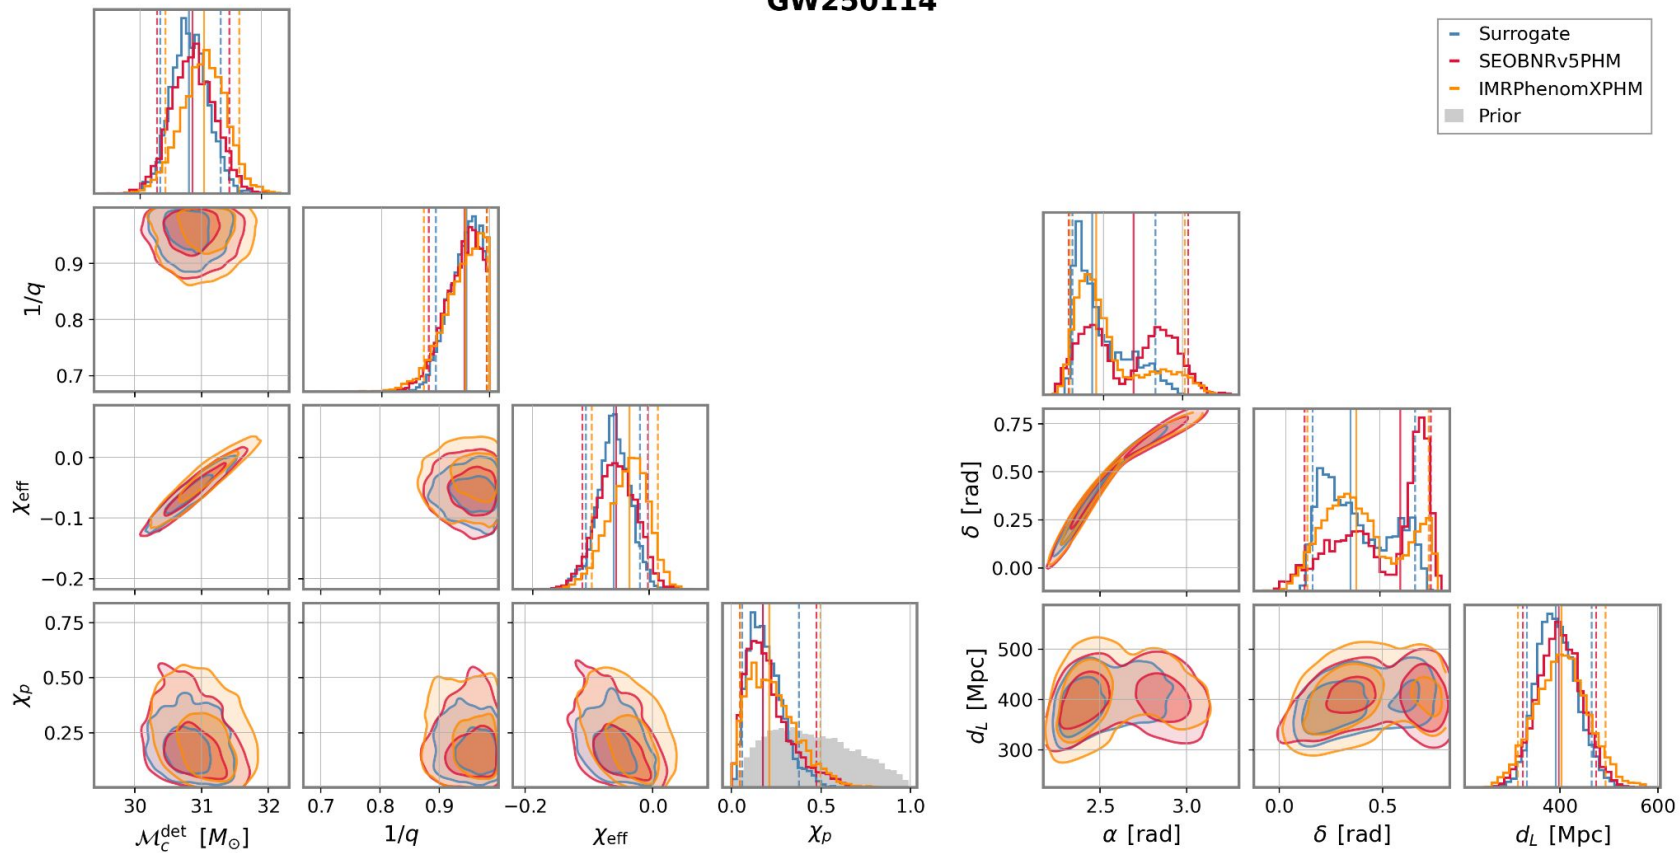 GW250114
Surrogate
SEOBNRv5PHM
IMRPhenomXPHM
Prior
1/q
0.9
0.8
0.7
χeff
0.0
−0.1
−0.2
χp
0.75
0.50
0.25
30 31 32
ℳc^det [M⊙]
0.7 0.8 0.9
1/q
−0.2 0.0
χeff
0.0 0.5 1.0
χp
δ [rad]
0.75
0.50
0.25
0.00
dL [Mpc]
500
400
300
2.5 3.0
α [rad]
0.0 0.5
δ [rad]
400 600
dL [Mpc]